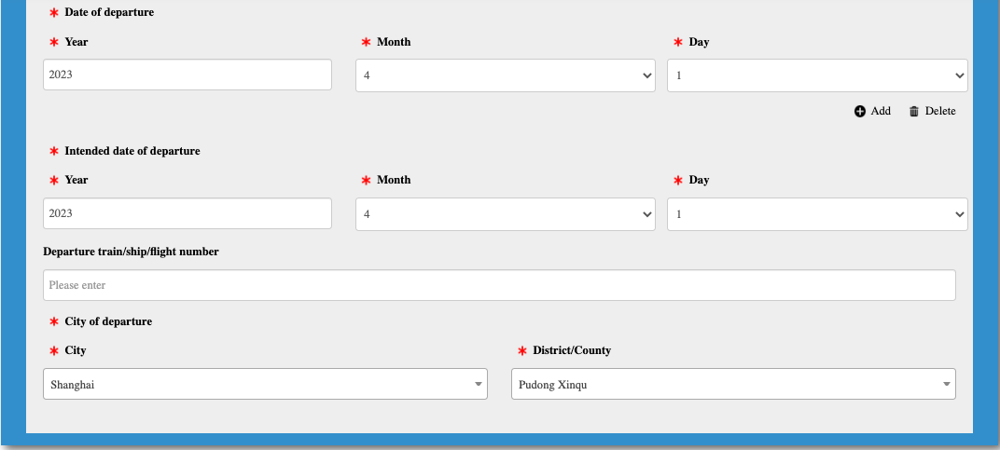 * Date of departure
* Year * Month * Day
2023 4 1
Add Delete
* Intended date of departure
* Year * Month * Day
2023 4 1
Departure train/ship/flight number
Please enter
* City of departure
* City * District/County
Shanghai Pudong Xinqu